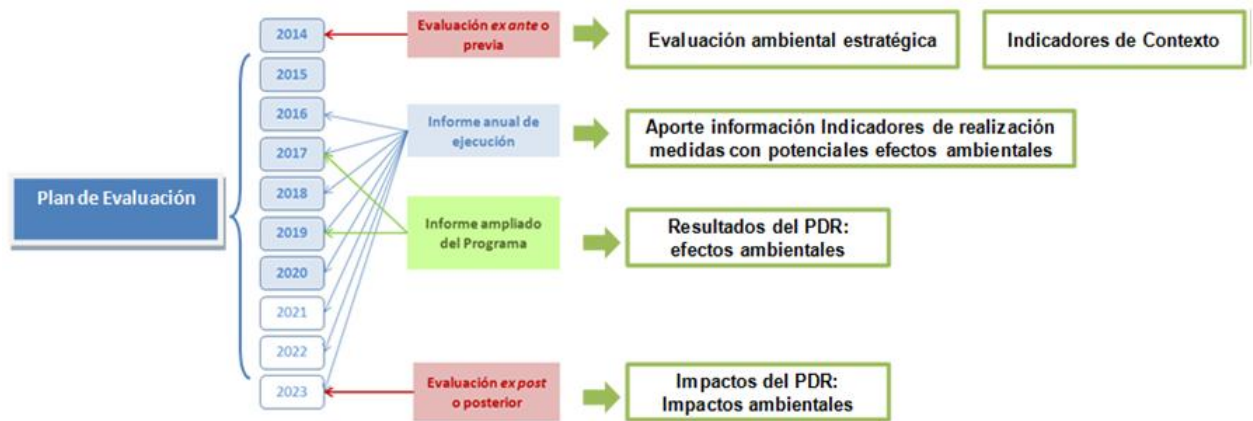 Plan de Evaluación
2014
2015
2016
2017
2018
2019
2020
2021
2022
2023
Evaluación ex ante o
previa
Evaluación ambiental estratégica
Indicadores de Contexto
Informe anual de
ejecución
Aporte información Indicadores de realización
medidas con potenciales efectos ambientales
Informe ampliado
del Programa
Resultados del PDR:
efectos ambientales
Evaluación ex post
o posterior
Impactos del PDR:
Impactos ambientales